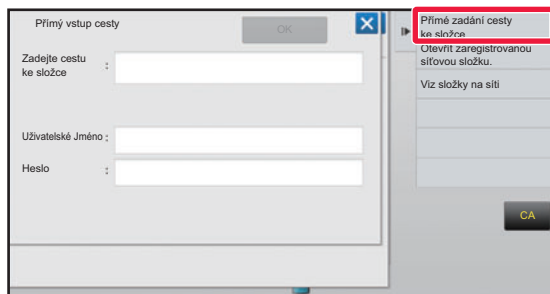 Přímý vstup cesty
OK
Zadejte cestu
ke složce :
Uživatelské Jméno :
Heslo :
Přímé zadání cesty
ke složce
Otevřít zaregistrovanou
síťovou složku.
Viz složky na síti
CA